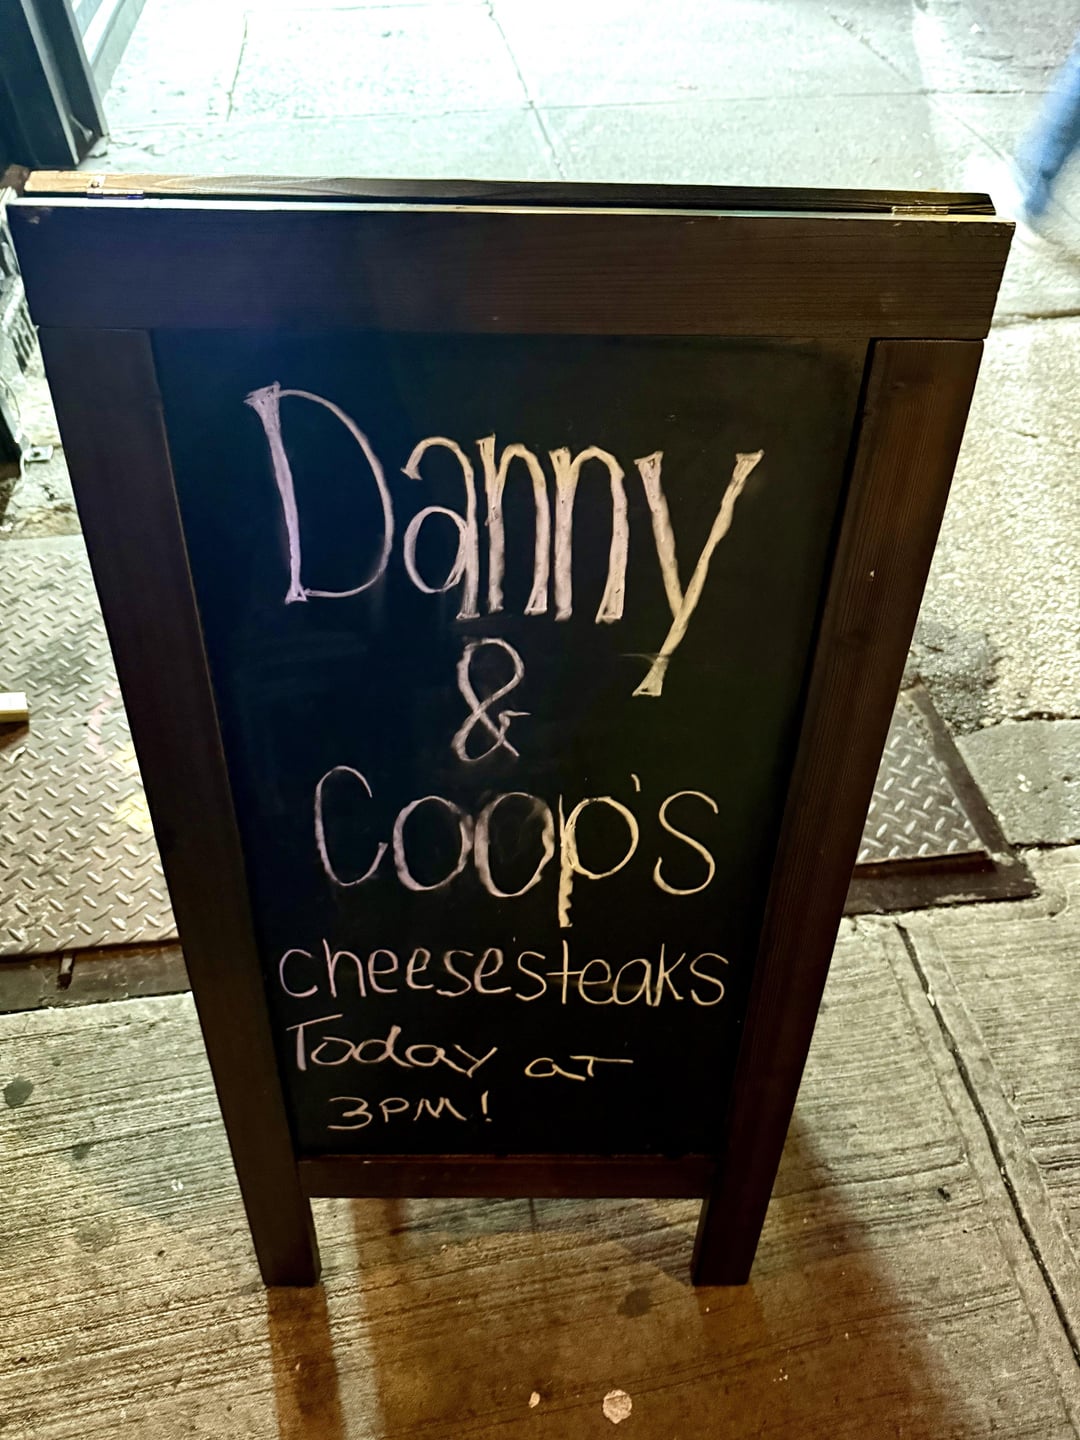 Danny
&
Coop's
cheesesteaks
Today at
3PM!